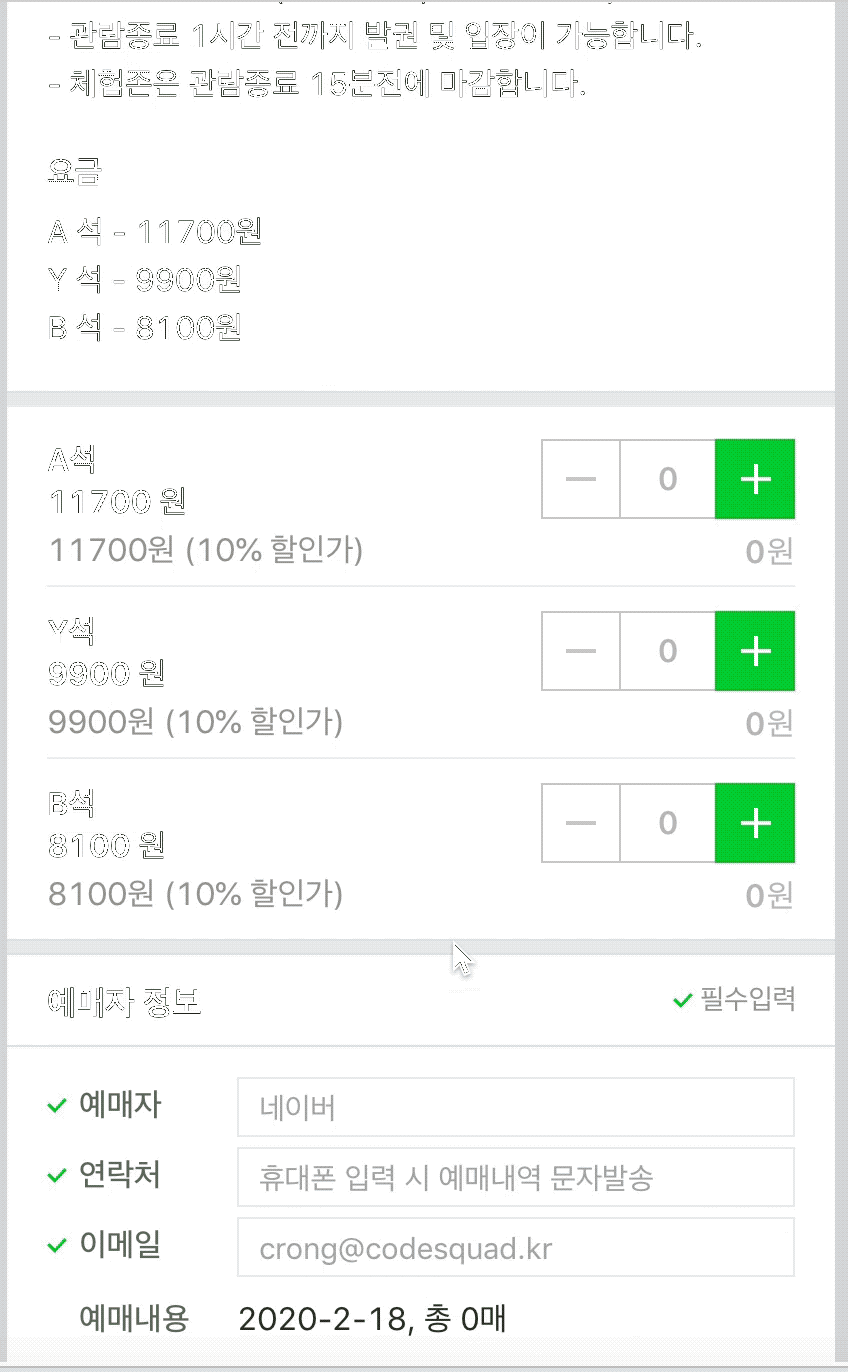 - 관람종료 1시간 전까지 발권 및 입장이 가능합니다.
- 체험존은 관람종료 15분전에 마감합니다.
요금
A 석 - 11700원
Y 석 - 9900원
B 석 - 8100원
A석
11700 원
0
11700원 (10% 할인가)
0원
Y석
9900 원
0
9900원 (10% 할인가)
0원
B석
8100 원
0
8100원 (10% 할인가)
0원
예매자 정보
필수입력
예매자 네이버
연락처 휴대폰 입력 시 예매내역 문자발송
이메일 crong@codesquad.kr
예매내용 2020-2-18, 총 0매